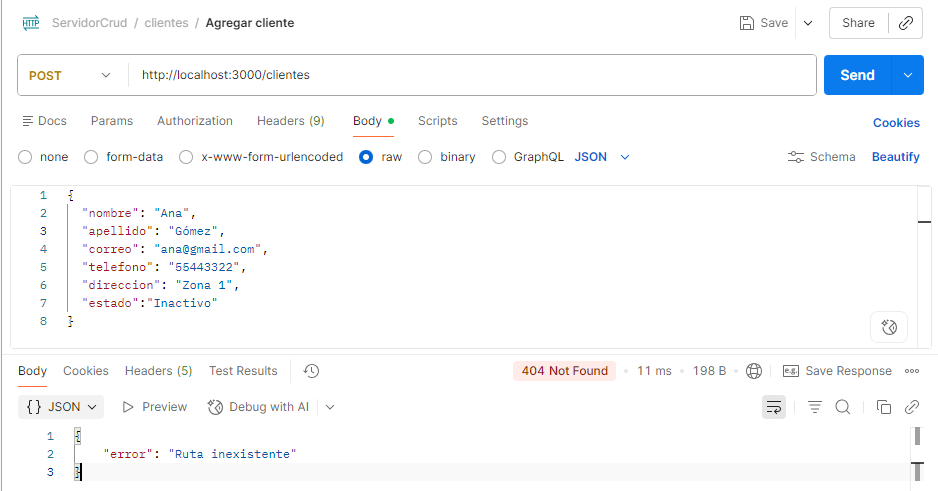 HTTP ServidorCrud / clientes / Agregar cliente Save Share
POST http://localhost:3000/clientes Send
Docs Params Authorization Headers (9) Body Scripts Settings Cookies
none form-data x-www-form-urlencoded raw binary GraphQL JSON Schema Beautify
1 {
2 "nombre": "Ana",
3 "apellido": "Gómez",
4 "correo": "ana@gmail.com",
5 "telefono": "55443322",
6 "direccion": "Zona 1",
7 "estado":"Inactivo"
8 }
Body Cookies Headers (5) Test Results 404 Not Found • 11 ms • 198 B • e.g. Save Response
{} JSON Preview Debug with AI
1 {
2 "error": "Ruta inexistente"
3 }